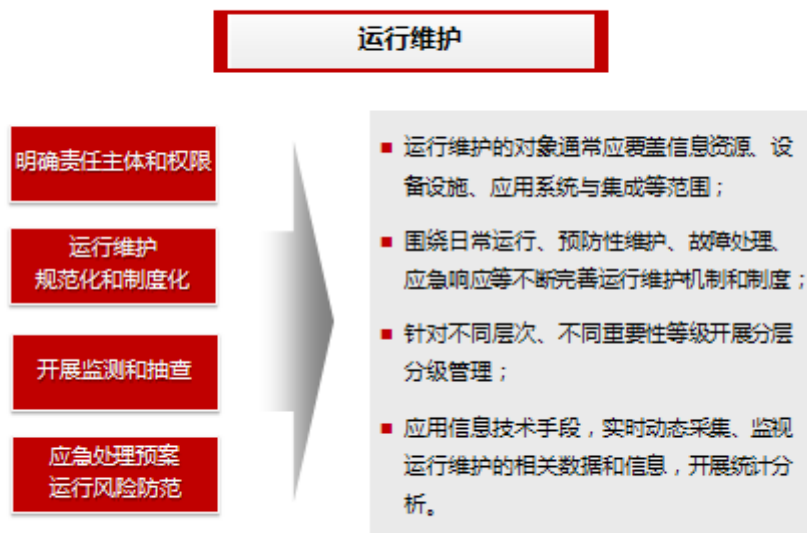 运行维护
明确责任主体和权限
运行维护
规范化和制度化
开展监测和抽查
应急处理预案
运行风险防范
■ 运行维护的对象通常应覆盖信息资源、设
备设施、应用系统与集成等范围；
■ 围绕日常运行、预防性维护、故障处理、
应急响应等不断完善运行维护机制和制度；
■ 针对不同层次、不同重要性等级开展分层
分级管理；
■ 应用信息技术手段，实时动态采集、监视
运行维护的相关数据和信息，开展统计分
析。